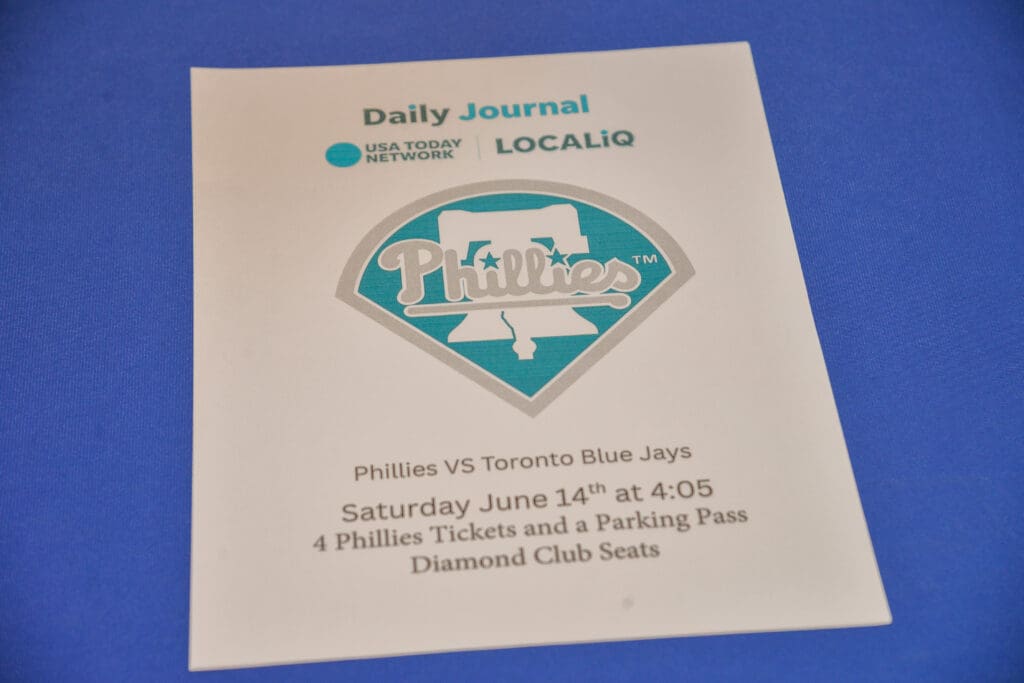 Daily Journal
USA TODAY
NETWORK
LOCALiQ
Phillies™
Phillies VS Toronto Blue Jays
Saturday June 14th at 4:05
4 Phillies Tickets and a Parking Pass
Diamond Club Seats